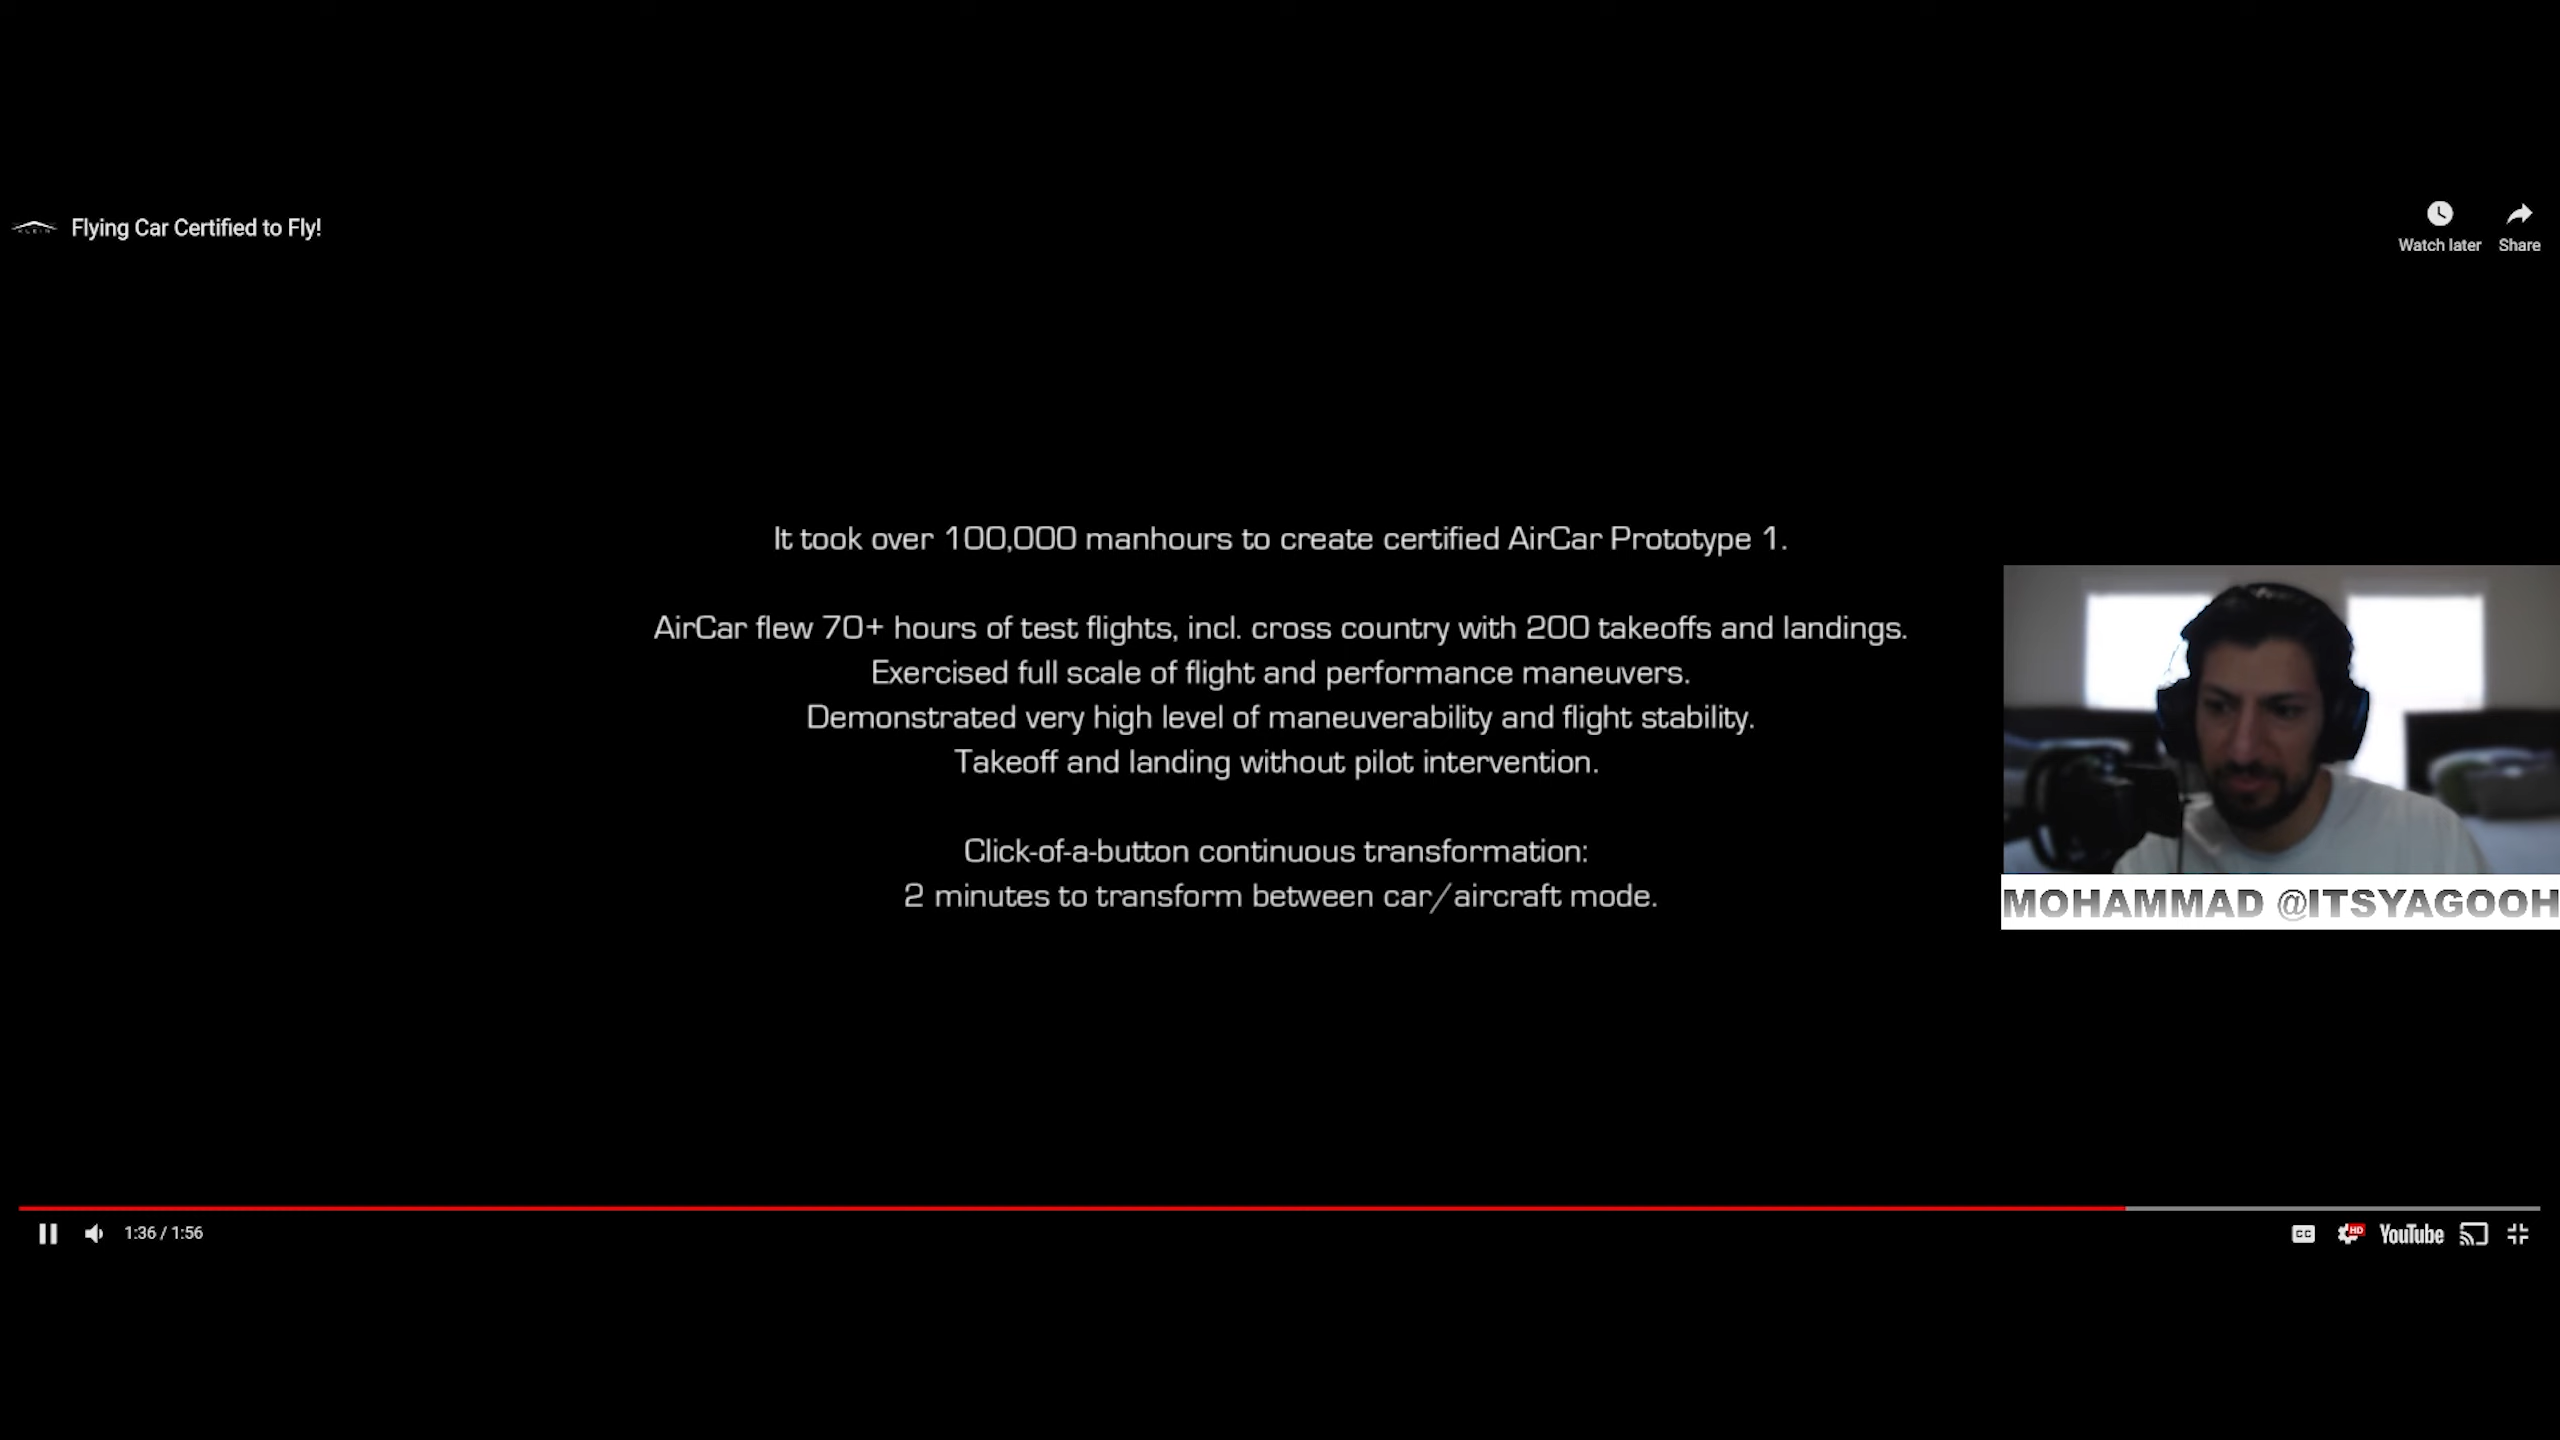 KLEIN
Flying Car Certified to Fly!
Watch later
Share
It took over 100,000 manhours to create certified AirCar Prototype 1.
AirCar flew 70+ hours of test flights, incl. cross country with 200 takeoffs and landings.
Exercised full scale of flight and performance maneuvers.
Demonstrated very high level of maneuverability and flight stability.
Takeoff and landing without pilot intervention.
Click-of-a-button continuous transformation:
2 minutes to transform between car/aircraft mode.
MOHAMMAD @ITSYAGOOH
1:36 / 1:56
CC
HD
YouTube